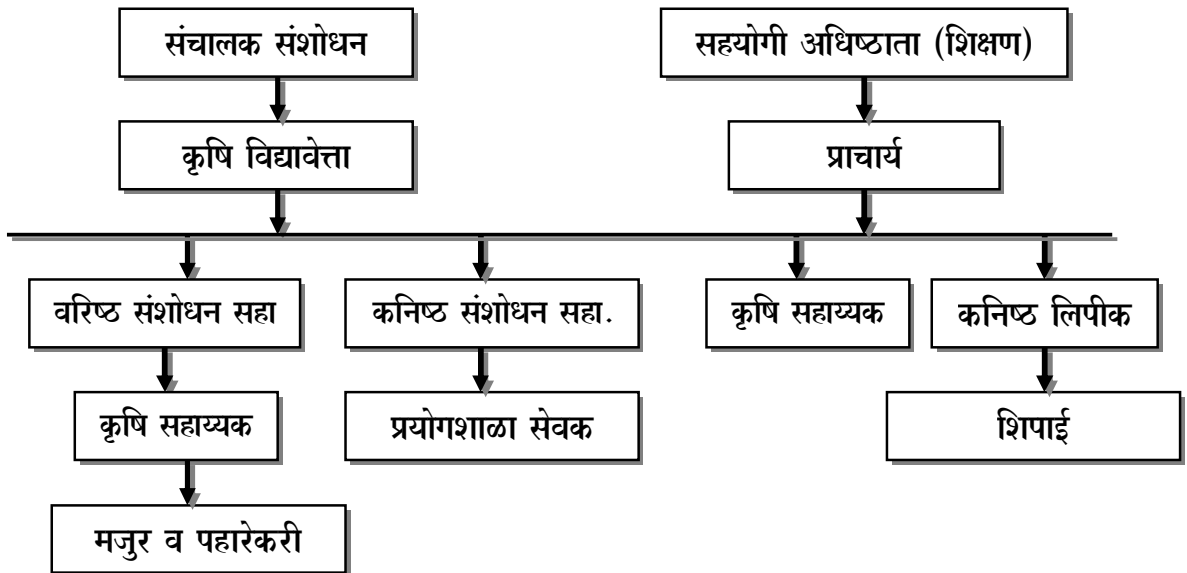 संचालक संशोधन
सहयोगी अधिष्ठाता (शिक्षण)
कृषि विद्यावेत्ता
प्राचार्य
वरिष्ठ संशोधन सहा
कनिष्ठ संशोधन सहा.
कृषि सहाय्यक
कनिष्ठ लिपीक
कृषि सहाय्यक
प्रयोगशाळा सेवक
शिपाई
मजुर व पहारेकरी